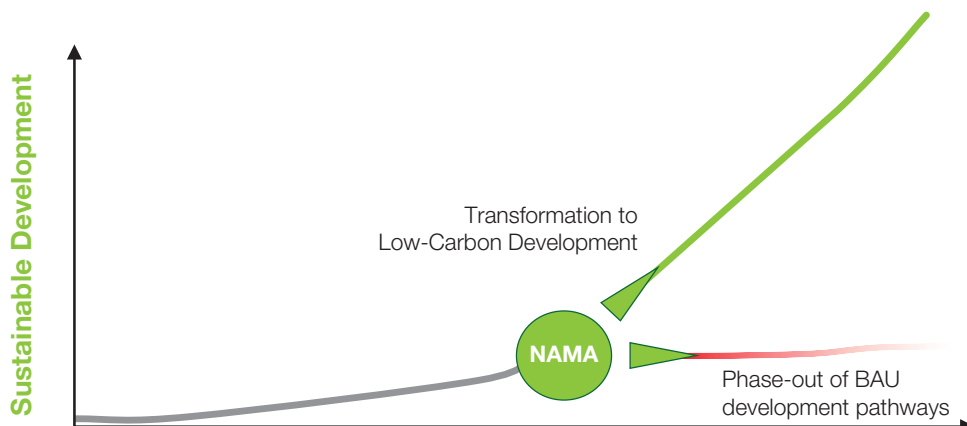 Sustainable Development
Transformation to
Low-Carbon Development
NAMA
Phase-out of BAU
development pathways